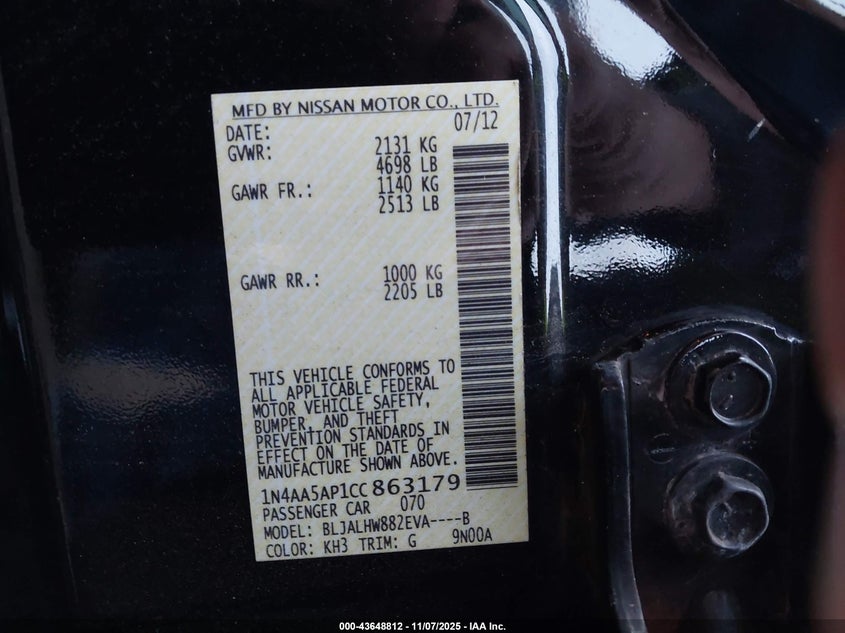 MFD BY NISSAN MOTOR CO., LTD.
DATE: 07/12
GVWR: 2131 KG
4698 LB
GAWR FR.: 1140 KG
2513 LB
GAWR RR.: 1000 KG
2205 LB
THIS VEHICLE CONFORMS TO
ALL APPLICABLE FEDERAL
MOTOR VEHICLE SAFETY,
BUMPER, AND THEFT
PREVENTION STANDARDS IN
EFFECT ON THE DATE OF
MANUFACTURE SHOWN ABOVE.
1N4AA5AP1CC863179
PASSENGER CAR 070
MODEL: BLJALHW882EVA----B
COLOR: KH3 TRIM: G 9N00A
000-43648812 - 11/07/2025 - IAA Inc.